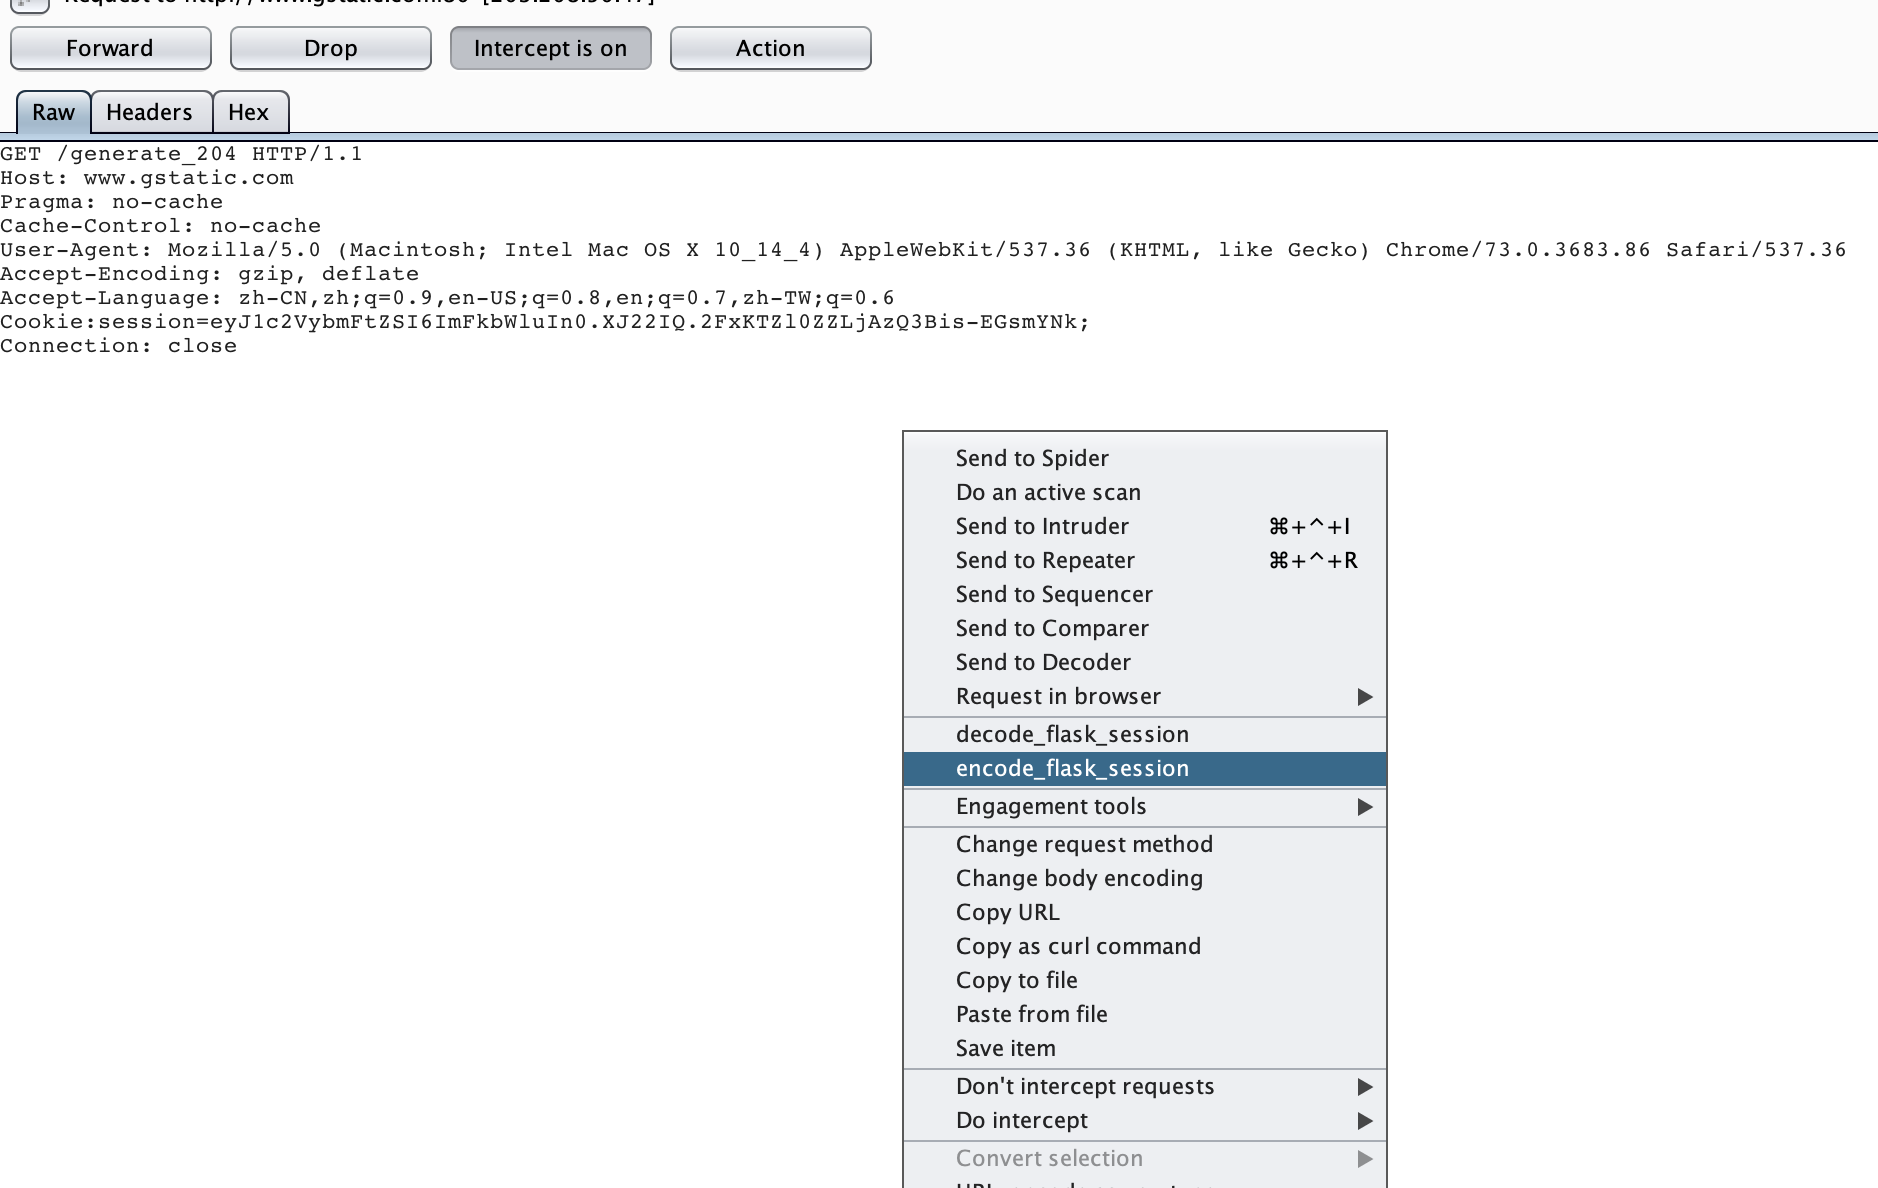 Forward
Drop
Intercept is on
Action
Raw
Headers
Hex
GET /generate_204 HTTP/1.1
Host: www.gstatic.com
Pragma: no-cache
Cache-Control: no-cache
User-Agent: Mozilla/5.0 (Macintosh; Intel Mac OS X 10_14_4) AppleWebKit/537.36 (KHTML, like Gecko) Chrome/73.0.3683.86 Safari/537.36
Accept-Encoding: gzip, deflate
Accept-Language: zh-CN,zh;q=0.9,en-US;q=0.8,en;q=0.7,zh-TW;q=0.6
Cookie:session=eyJ1c2VybmFtZSI6ImFkbWluIn0.XJ22IQ.2FxKTZl0ZZLjAzQ3Bis-EGsmYNk;
Connection: close
Send to Spider
Do an active scan
Send to Intruder ⌘+^+I
Send to Repeater ⌘+^+R
Send to Sequencer
Send to Comparer
Send to Decoder
Request in browser
decode_flask_session
encode_flask_session
Engagement tools
Change request method
Change body encoding
Copy URL
Copy as curl command
Copy to file
Paste from file
Save item
Don't intercept requests
Do intercept
Convert selection